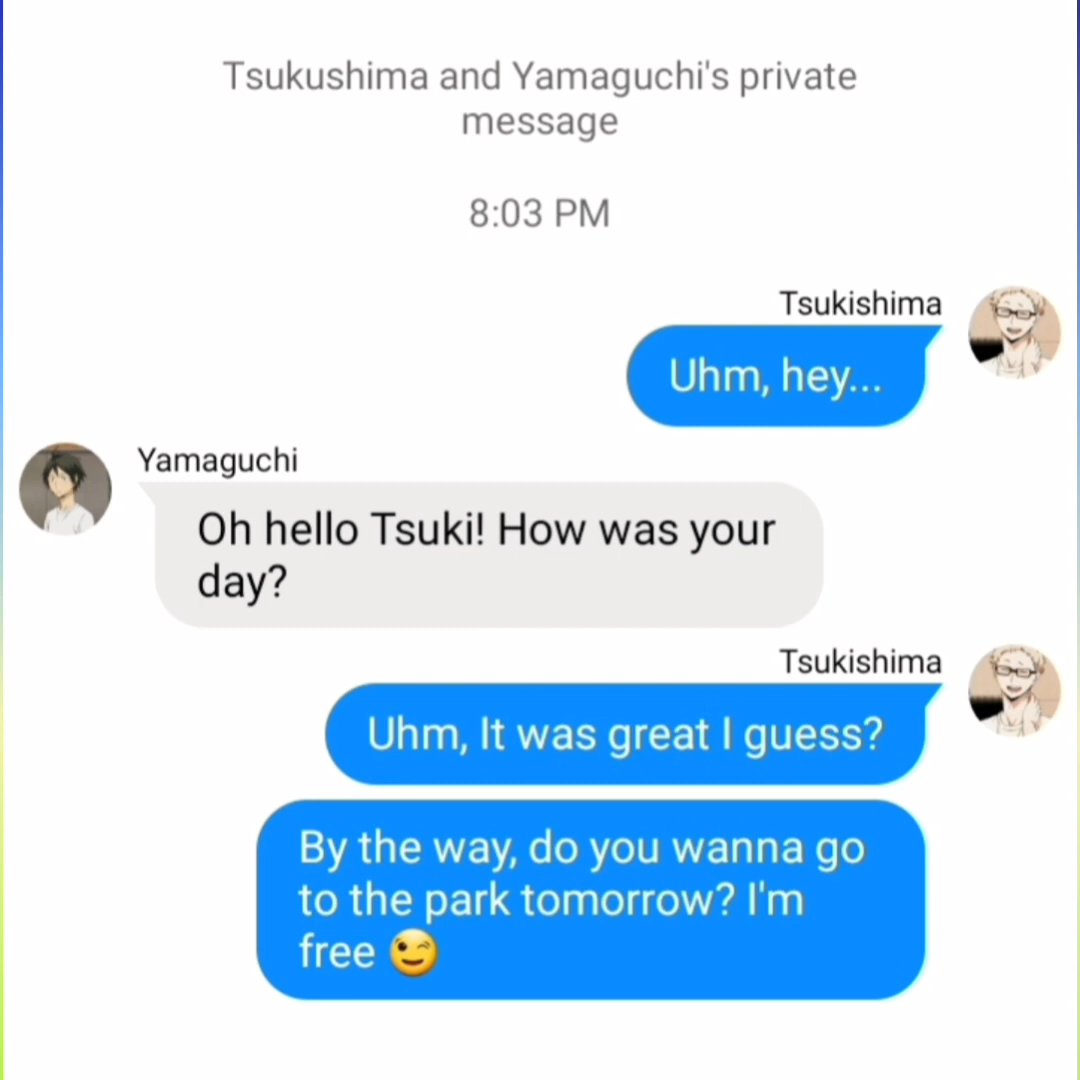 Tsukushima and Yamaguchi's private
message
8:03 PM
Tsukishima
Uhm, hey...
Yamaguchi
Oh hello Tsuki! How was your
day?
Tsukishima
Uhm, It was great I guess?
By the way, do you wanna go
to the park tomorrow? I'm
free 😉